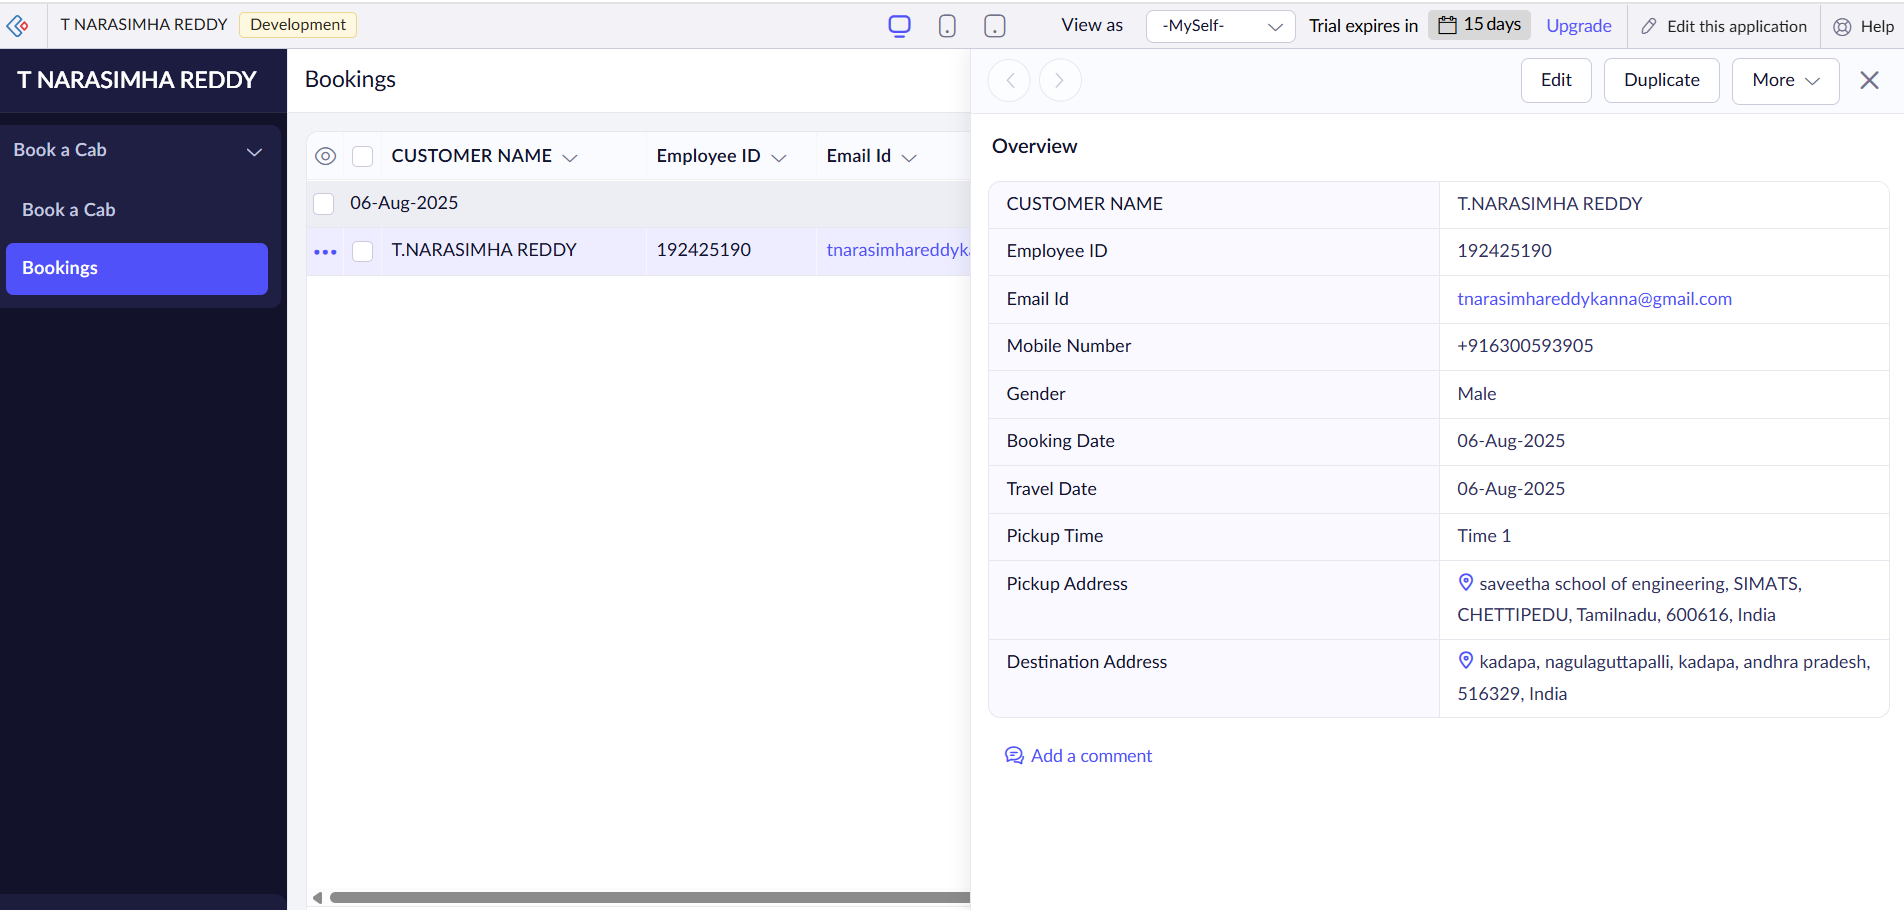 T NARASIMHA REDDY Development View as -MySelf- Trial expires in 15 days Upgrade Edit this application Help
T NARASIMHA REDDY
Book a Cab
Book a Cab
Bookings
Bookings
CUSTOMER NAME Employee ID Email Id
06-Aug-2025
T.NARASIMHA REDDY 192425190 tnarasimhareddyk
Edit Duplicate More
Overview
CUSTOMER NAME T.NARASIMHA REDDY
Employee ID 192425190
Email Id tnarasimhareddykanna@gmail.com
Mobile Number +916300593905
Gender Male
Booking Date 06-Aug-2025
Travel Date 06-Aug-2025
Pickup Time Time 1
Pickup Address saveetha school of engineering, SIMATS,
CHETTIPEDU, Tamilnadu, 600616, India
Destination Address kadapa, nagulaguttapalli, kadapa, andhra pradesh,
516329, India
Add a comment